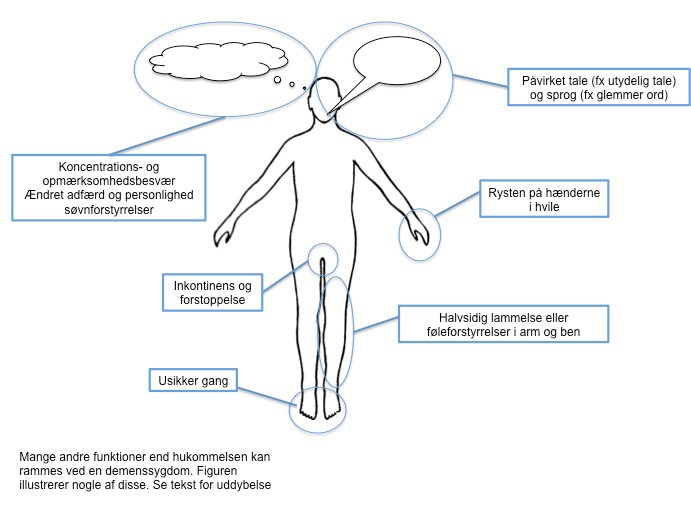 Påvirket tale (fx utydelig tale)
og sprog (fx glemmer ord)
Koncentrations- og
opmærksomhedsbesvær
Ændret adfærd og personlighed
søvnforstyrrelser
Rysten på hænderne
i hvile
Inkontinens og
forstoppelse
Halvsidig lammelse eller
føleforstyrrelser i arm og ben
Usikker gang
Mange andre funktioner end hukommelsen kan
rammes ved en demenssygdom. Figuren
illustrerer nogle af disse. Se tekst for uddybelse